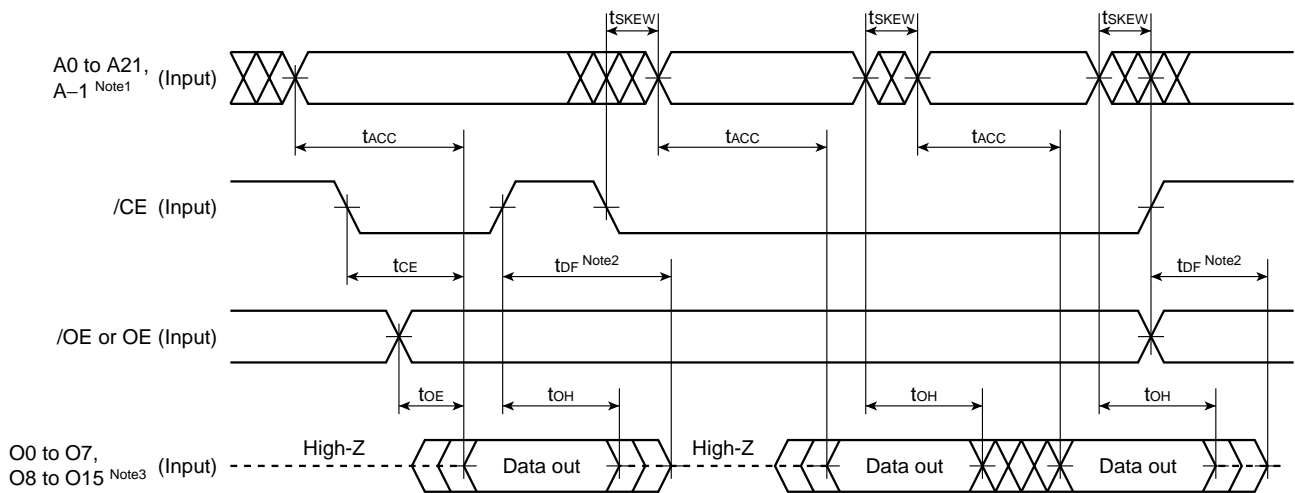 tSKEW tSKEW tSKEW
A0 to A21,
A–1 Note1 (Input)
tACC tACC tACC
/CE (Input)
tCE tDF Note2 tDF Note2
/OE or OE (Input)
tOE tOH tOH tOH
O0 to O7,
O8 to O15 Note3 (Input)
High-Z Data out High-Z Data out Data out